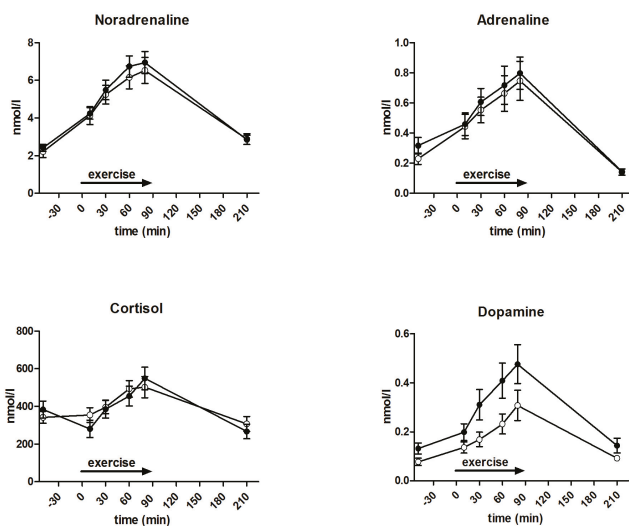 Noradrenaline
8
6
4
2
0
nmol/l
exercise
-30 0 30 60 90 120 150 180 210
time (min)
Adrenaline
1.0
0.8
0.6
0.4
0.2
0.0
nmol/l
exercise
-30 0 30 60 90 120 150 180 210
time (min)
Cortisol
800
600
400
200
0
nmol/l
exercise
-30 0 30 60 90 120 150 180 210
time (min)
Dopamine
0.6
0.4
0.2
0.0
nmol/l
exercise
-30 0 30 60 90 120 150 180 210
time (min)